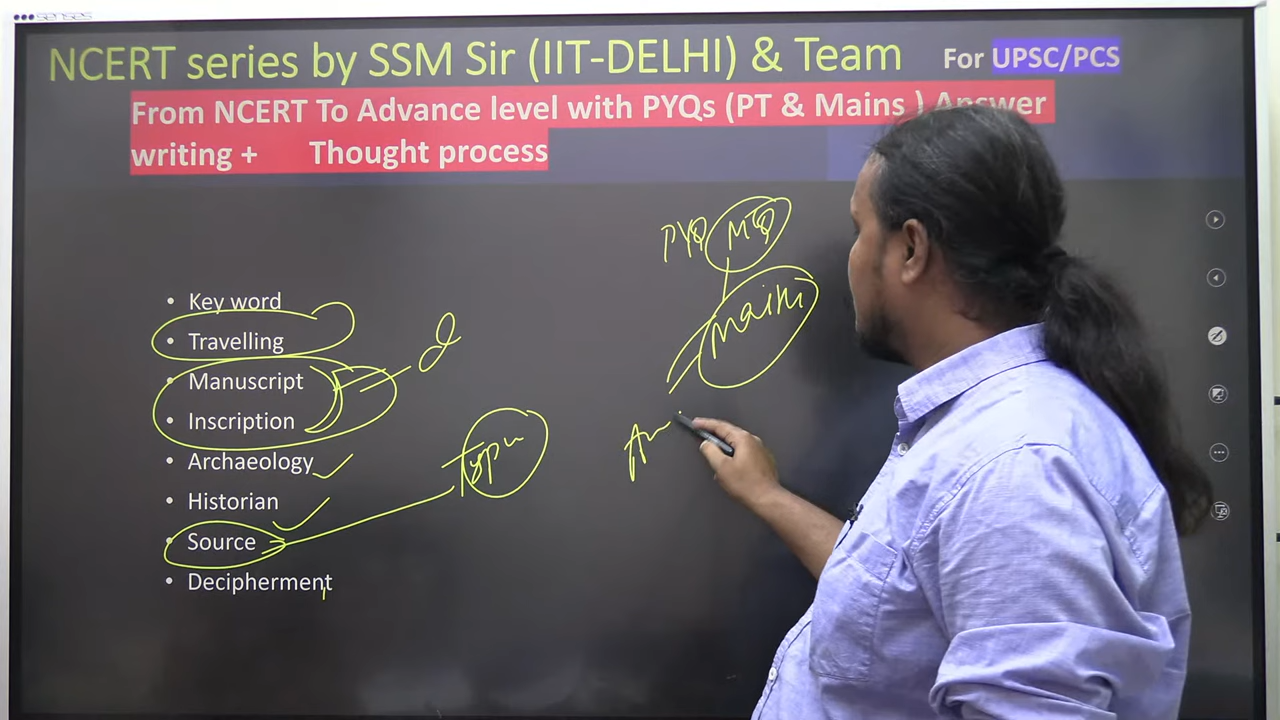 NCERT series by SSM Sir (IIT-DELHI) & Team For UPSC/PCS
From NCERT To Advance level with PYQs (PT & Mains ) Answer
writing + Thought process
PYQ MCQ
Mains
• Key word
• Travelling
• Manuscript
• Inscription
• Archaeology
• Historian
• Source
• Decipherment